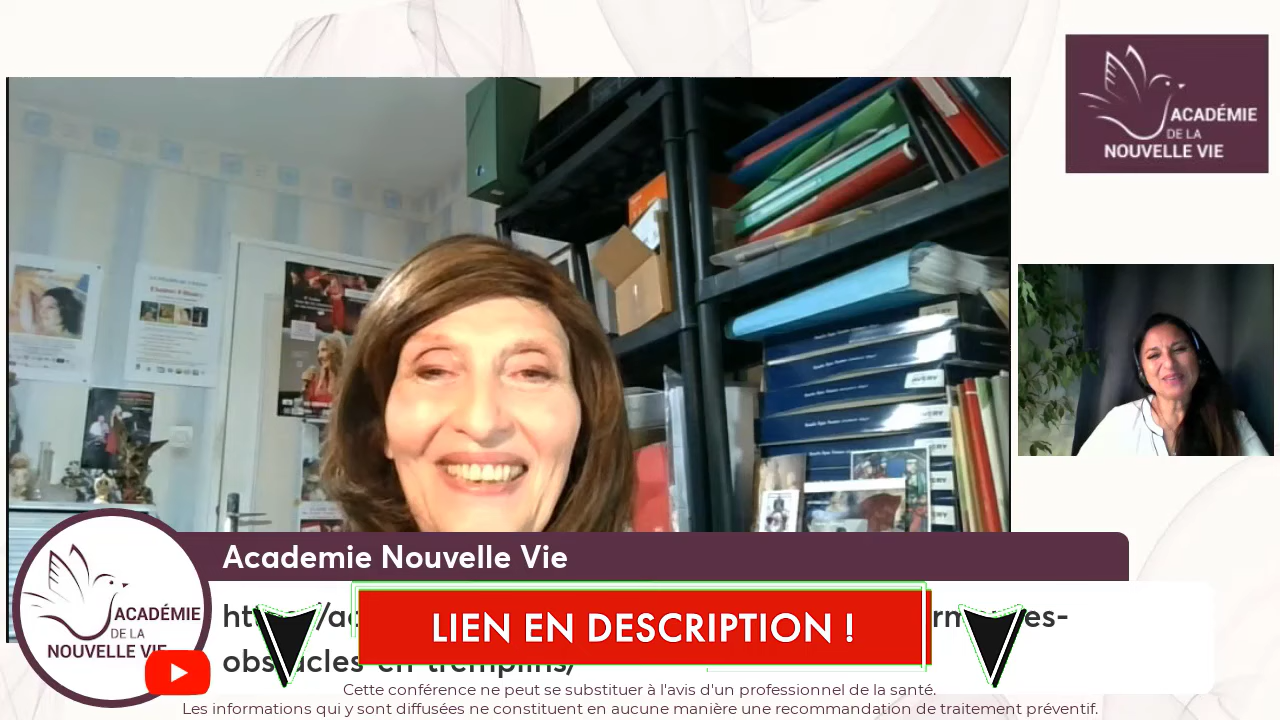 ACADÉMIE
DE LA
NOUVELLE VIE
Academie Nouvelle Vie
obstacles-en-tremplins/
LIEN EN DESCRIPTION !
ACADÉMIE
DE LA
NOUVELLE VIE
Cette conférence ne peut se substituer à l'avis d'un professionnel de la santé.
Les informations qui y sont diffusées ne constituent en aucune manière une recommandation de traitement préventif.